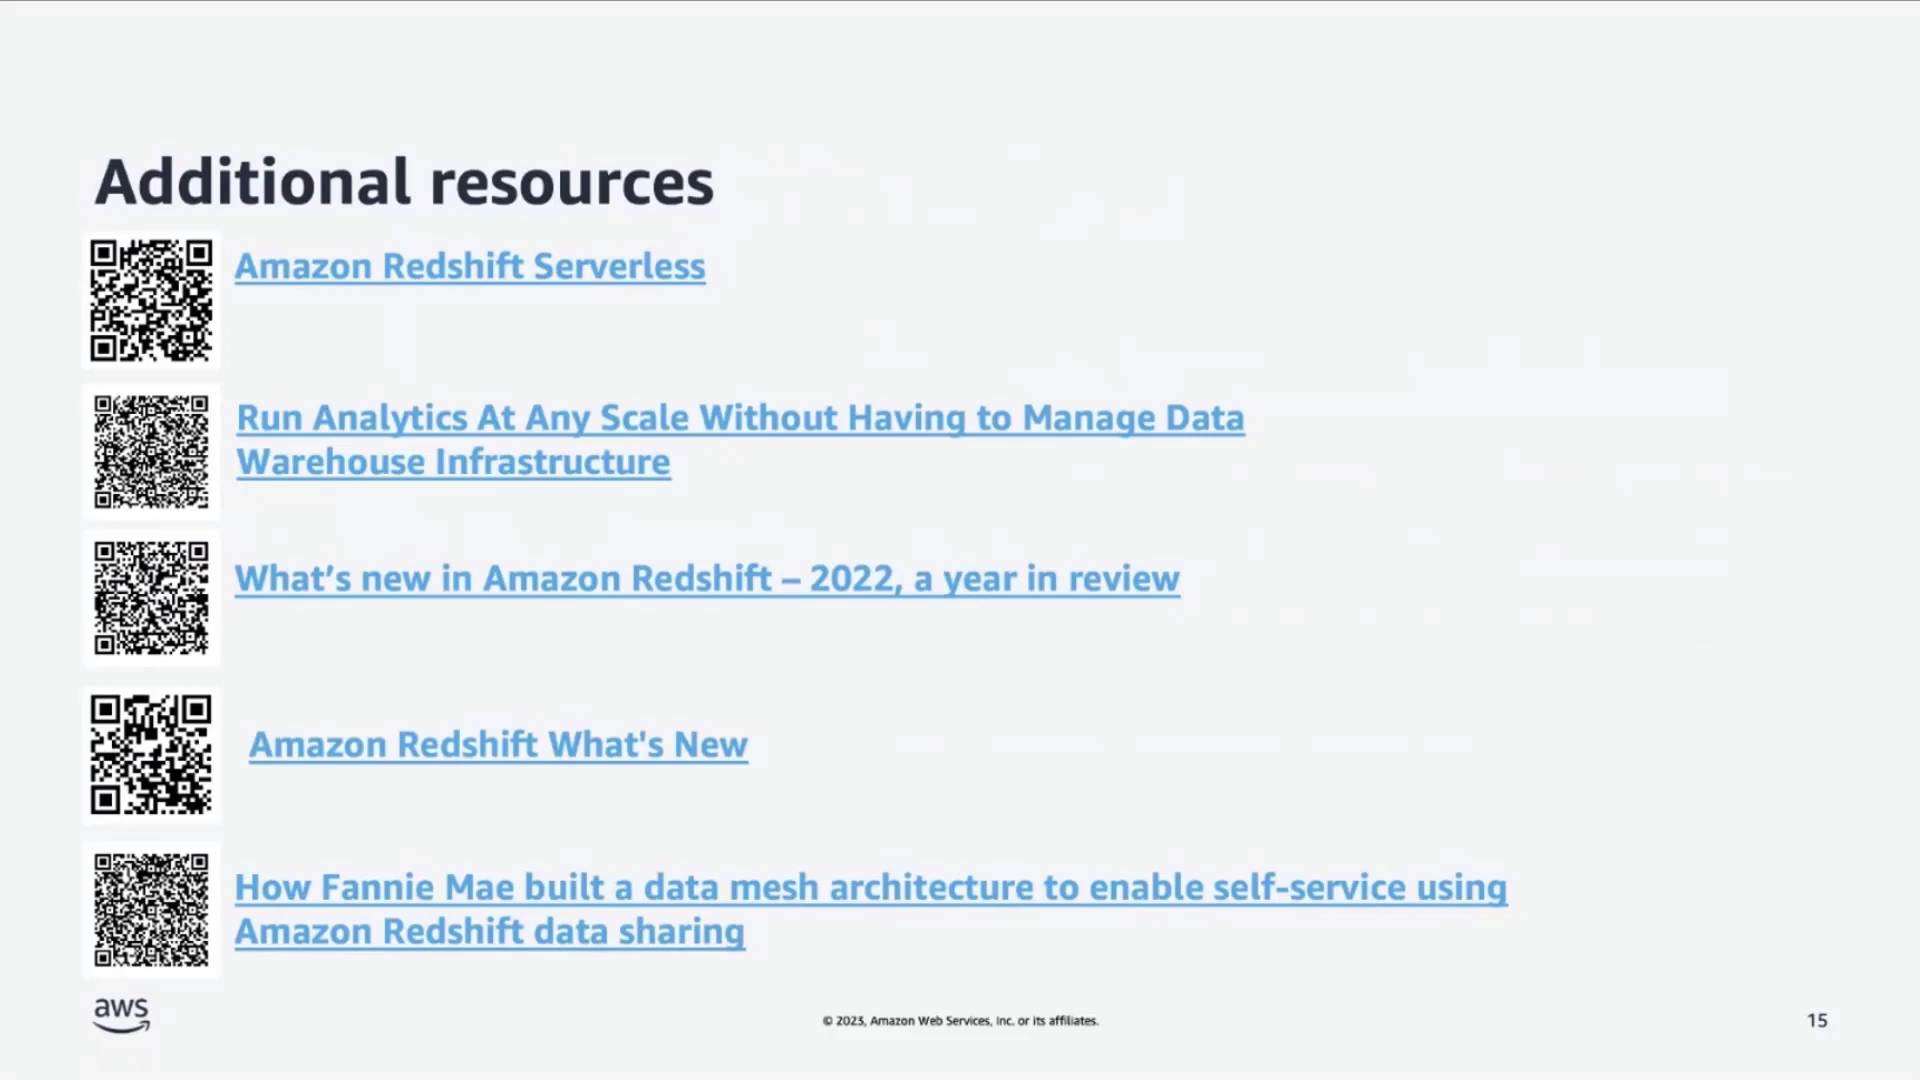 Additional resources
Amazon Redshift Serverless
Run Analytics At Any Scale Without Having to Manage Data
Warehouse Infrastructure
What’s new in Amazon Redshift – 2022, a year in review
Amazon Redshift What's New
How Fannie Mae built a data mesh architecture to enable self-service using
Amazon Redshift data sharing
aws
© 2023, Amazon Web Services, Inc. or its affiliates.
15